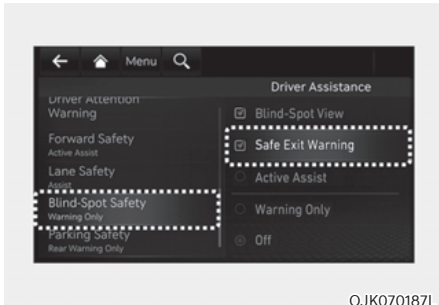 Menu
Driver Assistance
Driver Attention
Warning
Forward Safety
Active Assist
Lane Safety
Assist
Blind-Spot Safety
Warning Only
Parking Safety
Rear Warning Only
Blind-Spot View
Safe Exit Warning
Active Assist
Warning Only
Off
OJK070187L